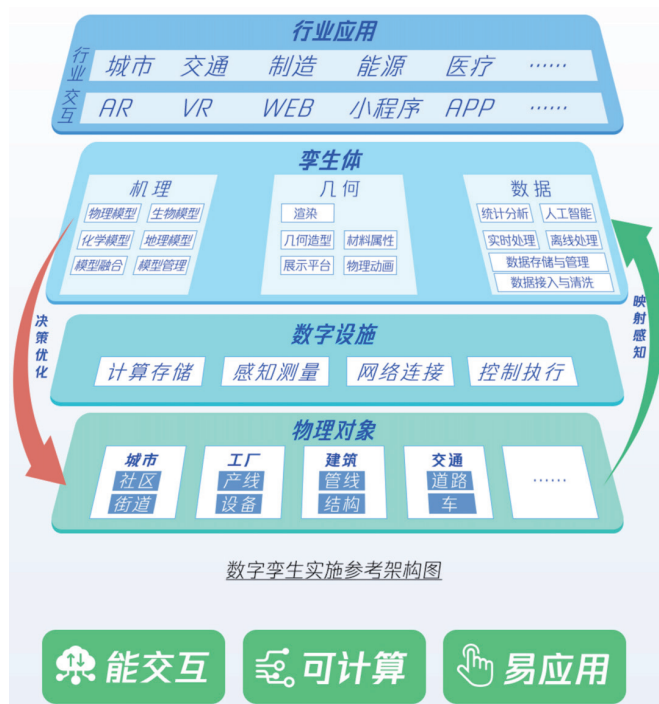 行业应用
行业 城市 交通 制造 能源 医疗 ……
交互 AR VR WEB 小程序 APP ……
孪生体
机理 几何 数据
物理模型 生物模型 渲染 统计分析 人工智能
化学模型 地理模型 几何造型 材料属性 实时处理 离线处理
模型融合 模型管理 展示平台 物理动画 数据存储与管理
数据接入与清洗
决策优化
映射感知
数字设施
计算存储 感知测量 网络连接 控制执行
物理对象
城市 工厂 建筑 交通
社区 产线 管线 道路 ……
街道 设备 结构 车
数字孪生实施参考架构图
能交互 可计算 易应用